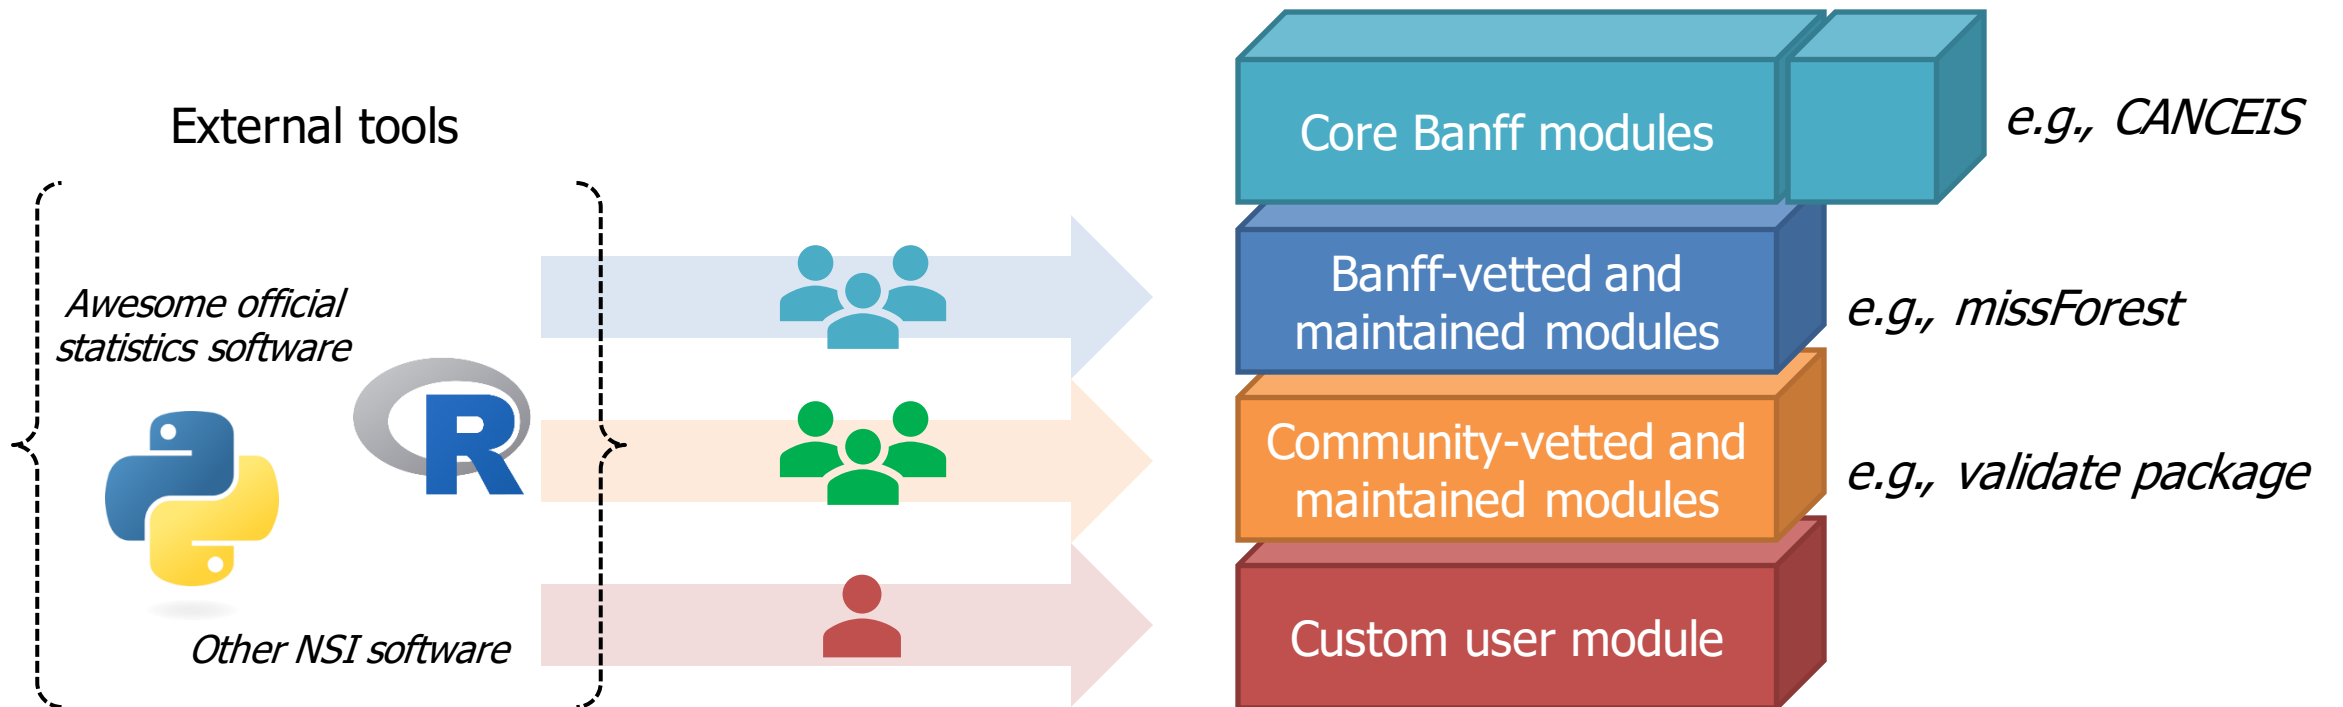 External tools
Awesome official
statistics software
R
Other NSI software
Core Banff modules
e.g., CANCEIS
Banff-vetted and
maintained modules
e.g., missForest
Community-vetted and
maintained modules
e.g., validate package
Custom user module